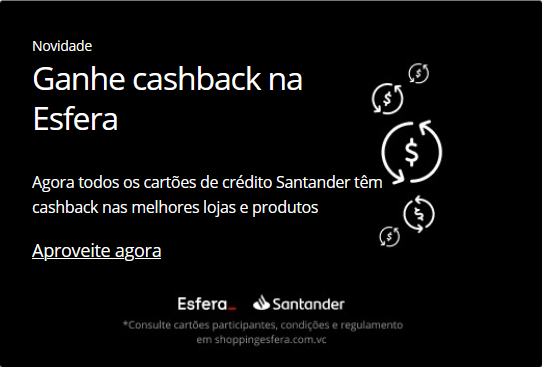 Novidade
Ganhe cashback na
Esfera
Agora todos os cartões de crédito Santander têm
cashback nas melhores lojas e produtos
Aproveite agora
Esfera_ Santander
*Consulte cartões participantes, condições e regulamento
em shoppingesfera.com.vc